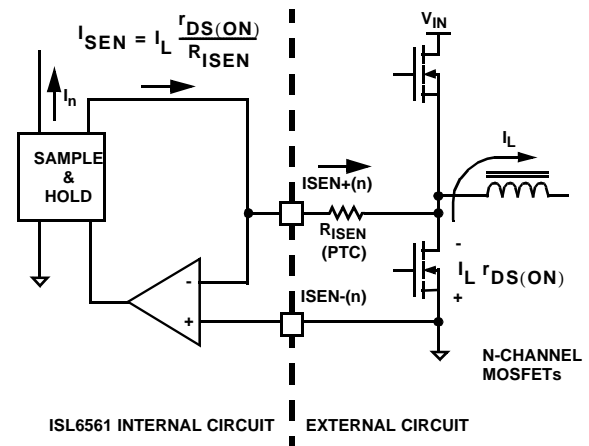 I_SEN = I_L r_DS(ON) / R_ISEN
V_IN
I_n
I_L
SAMPLE
&
HOLD
ISEN+(n)
R_ISEN
(PTC)
-
I_L r_DS(ON)
+
-
+
ISEN-(n)
N-CHANNEL
MOSFETs
ISL6561 INTERNAL CIRCUIT
EXTERNAL CIRCUIT